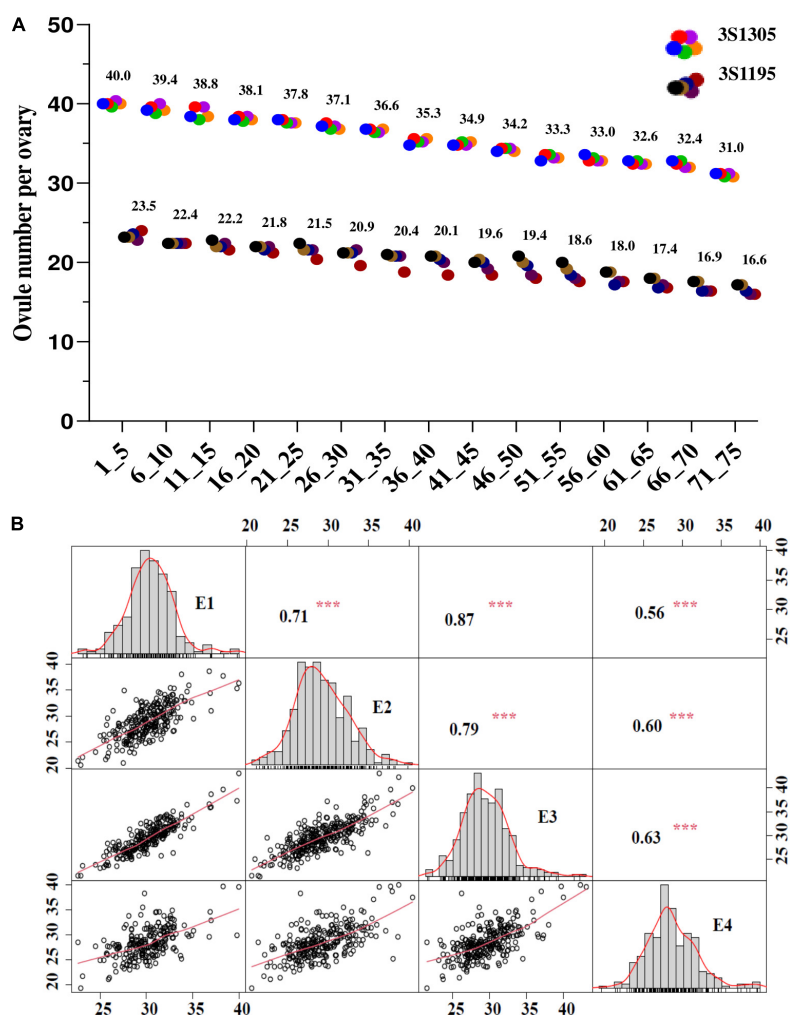 A
50
40
30
20
10
0
Ovule number per ovary
3S1305
3S1195
40.0 39.4 38.8 38.1 37.8 37.1 36.6 35.3 34.9 34.2 33.3 33.0 32.6 32.4 31.0
23.5 22.4 22.2 21.8 21.5 20.9 20.4 20.1 19.6 19.4 18.6 18.0 17.4 16.9 16.6
1_5 6_10 11_15 16_20 21_25 26_30 31_35 36_40 41_45 46_50 51_55 56_60 61_65 66_70 71_75
B
20 25 30 35 40 20 25 30 35 40
E1 0.71 *** 0.87 *** 0.56 ***
40 35 30 25
40 35 30 25 20
E2 0.79 *** 0.60 ***
E3 0.63 ***
40 35 30 25
40 35 30 25 20
E4
25 30 35 40 25 30 35 40